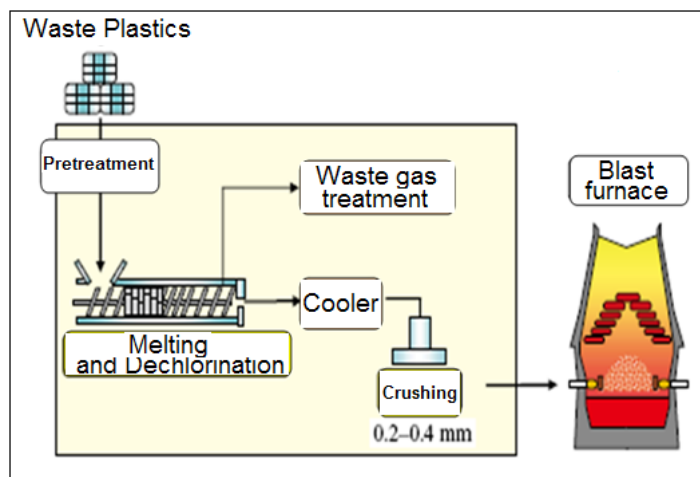 Waste Plastics
Pretreatment
Waste gas
treatment
Blast
furnace
Cooler
Melting
and Dechlorination
Crushing
0.2–0.4 mm